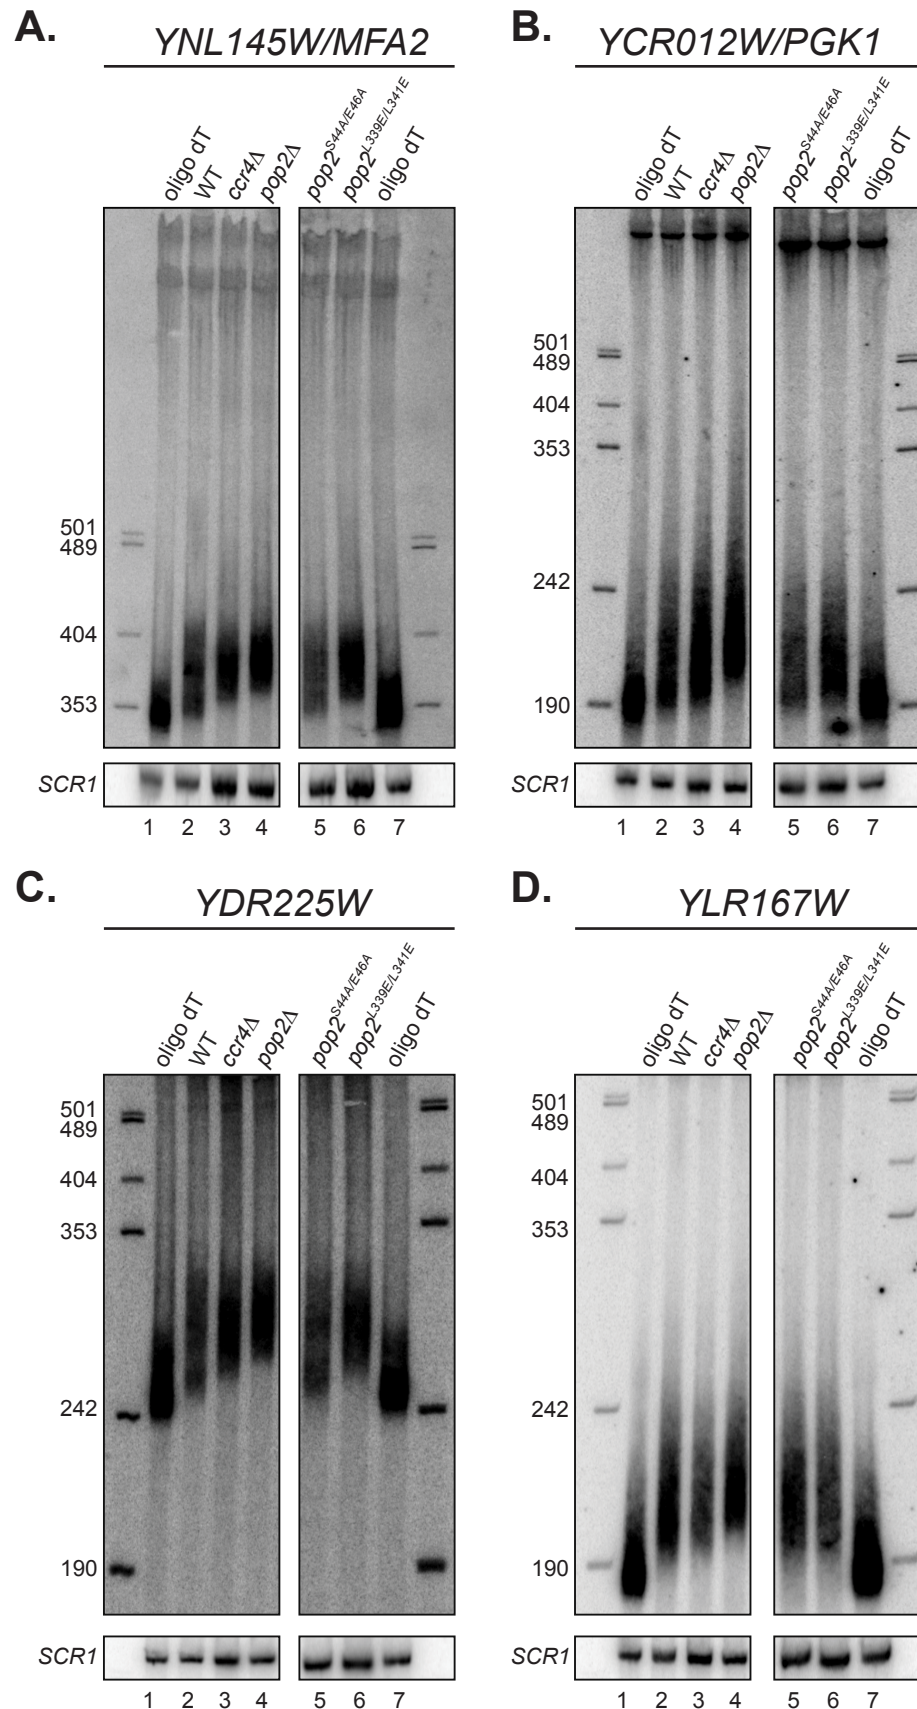 A.
YNL145W/MFA2
oligo dT
WT
ccr4Δ
pop2Δ
pop2S44A/E46A
pop2L339E/L341E
oligo dT
501
489
404
353
SCR1
1 2 3 4 5 6 7
B.
YCR012W/PGK1
oligo dT
WT
ccr4Δ
pop2Δ
pop2S44A/E46A
pop2L339E/L341E
oligo dT
501
489
404
353
242
190
SCR1
1 2 3 4 5 6 7
C.
YDR225W
oligo dT
WT
ccr4Δ
pop2Δ
pop2S44A/E46A
pop2L339E/L341E
oligo dT
501
489
404
353
242
190
SCR1
1 2 3 4 5 6 7
D.
YLR167W
oligo dT
WT
ccr4Δ
pop2Δ
pop2S44A/E46A
pop2L339E/L341E
oligo dT
501
489
404
353
242
190
SCR1
1 2 3 4 5 6 7